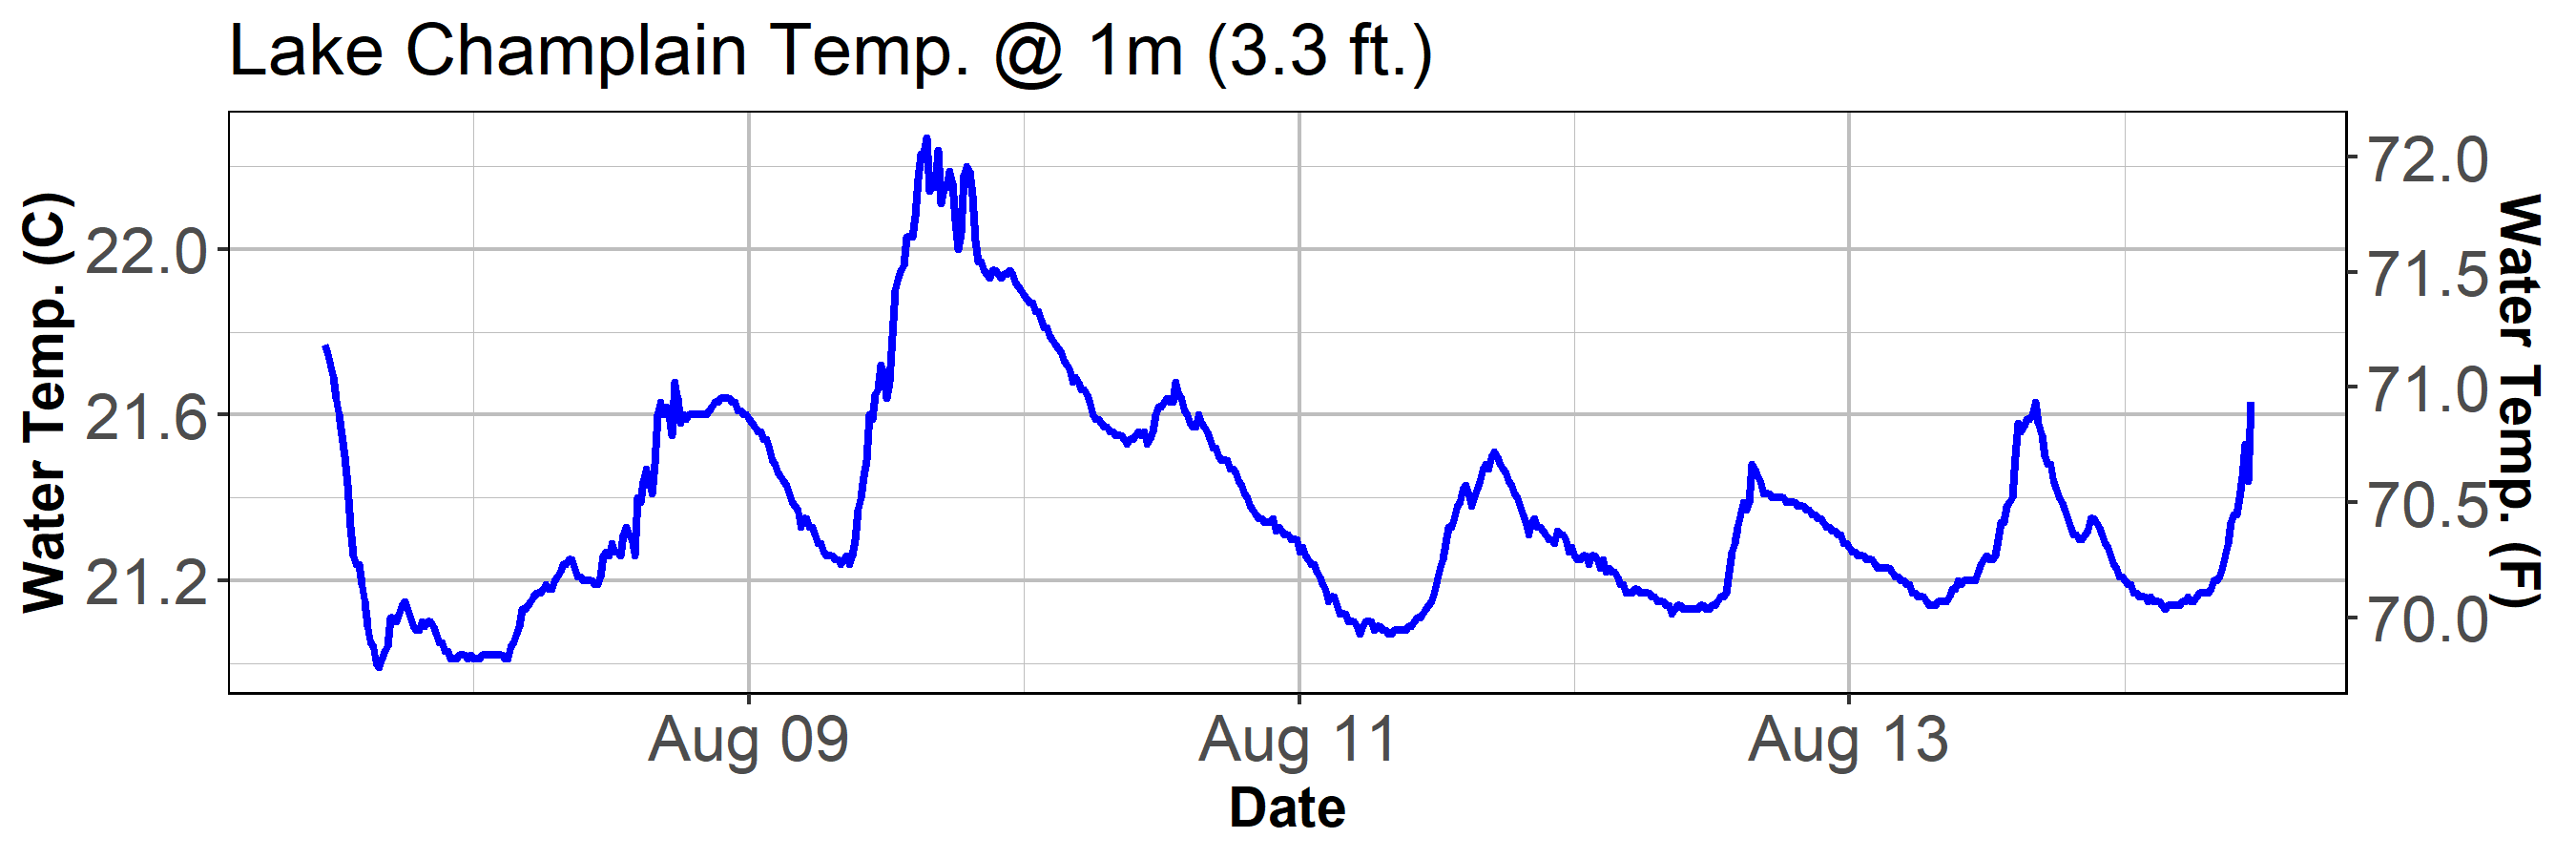 Lake Champlain Temp. @ 1m (3.3 ft.)
Water Temp. (C)
22.0
21.6
21.2
72.0
71.5
71.0
70.5
70.0
Water Temp. (F)
Aug 09 Aug 11 Aug 13
Date